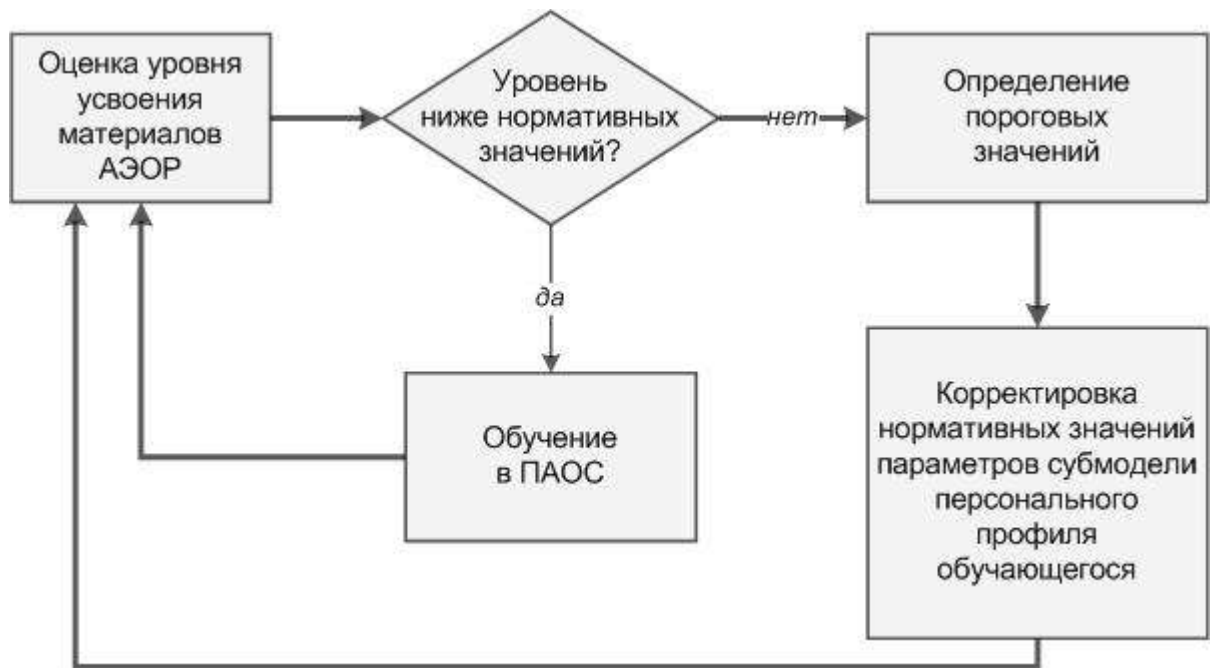 Оценка уровня
усвоения
материалов
АЭОР
Уровень
ниже нормативных
значений?
нет
Определение
пороговых
значений
да
Обучение
в ПАОС
Корректировка
нормативных значений
параметров субмодели
персонального
профиля
обучающегося